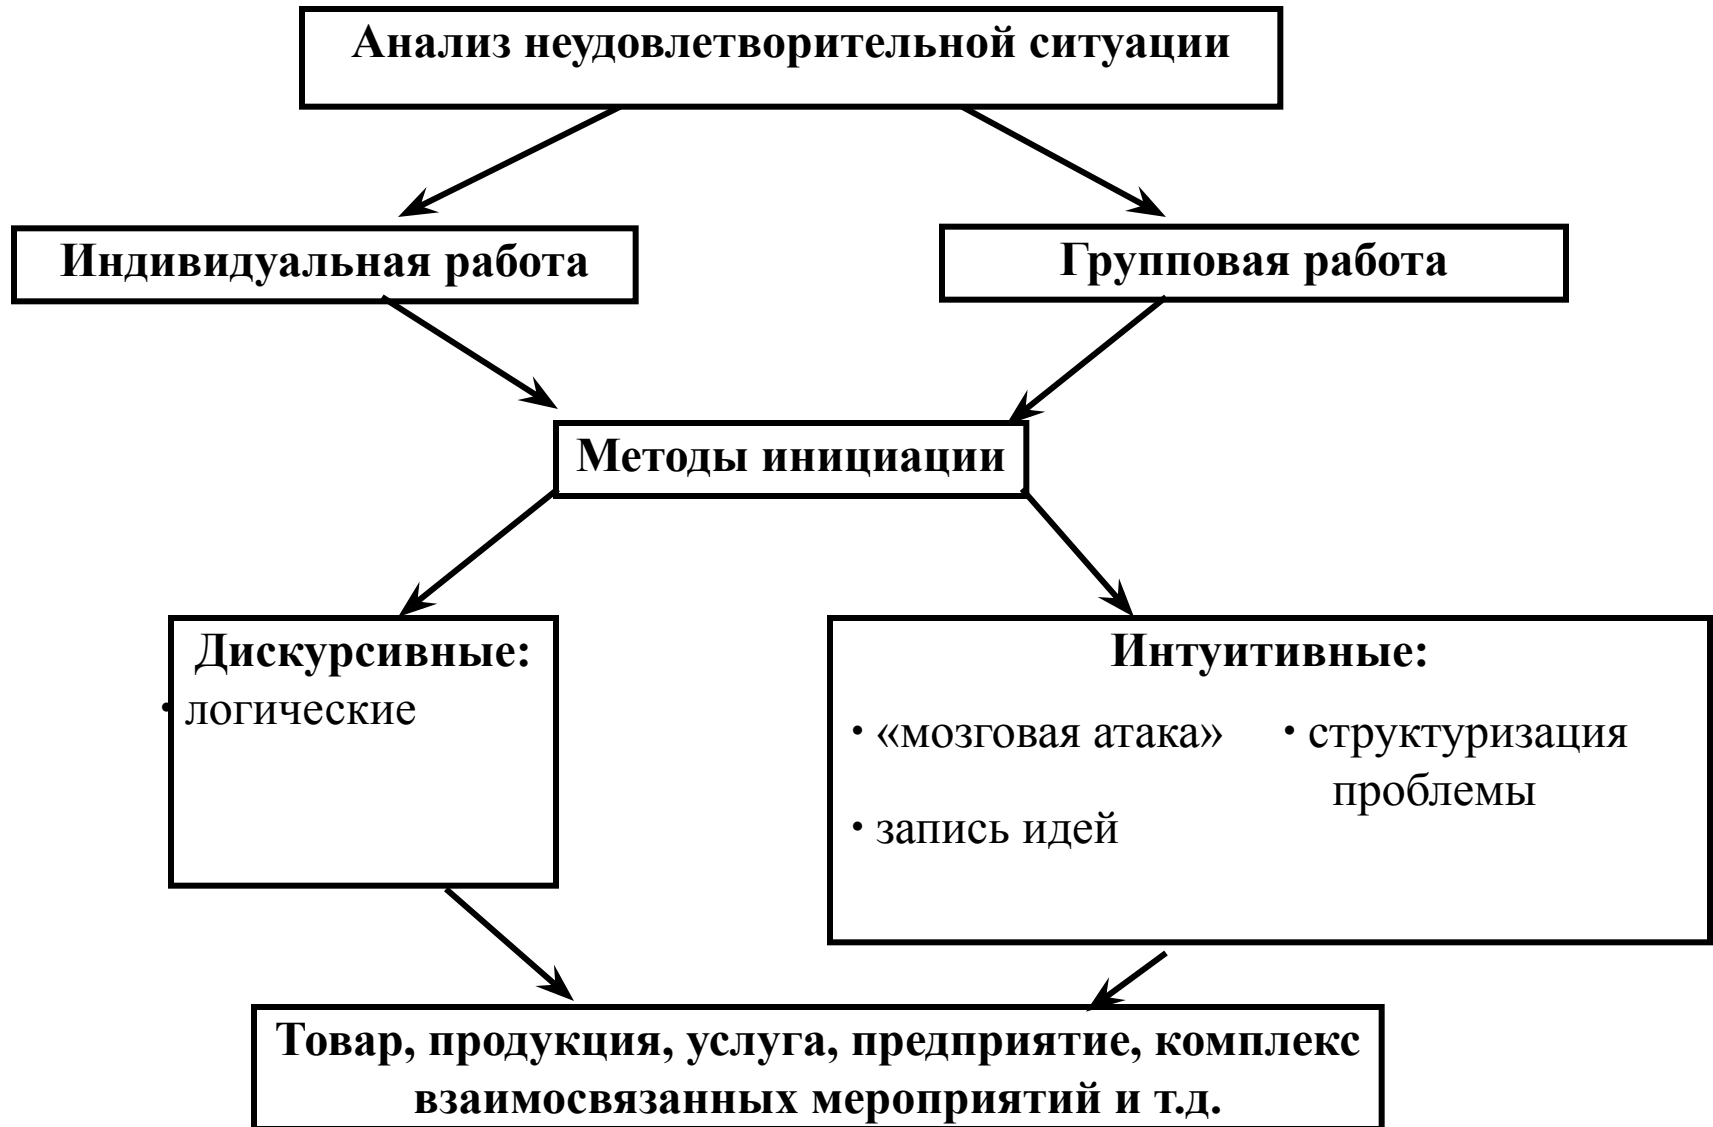 Анализ неудовлетворительной ситуации
Индивидуальная работа
Групповая работа
Методы инициации
Дискурсивные:
· логические
Интуитивные:
· «мозговая атака»
· запись идей
· структуризация
проблемы
Товар, продукция, услуга, предприятие, комплекс
взаимосвязанных мероприятий и т.д.